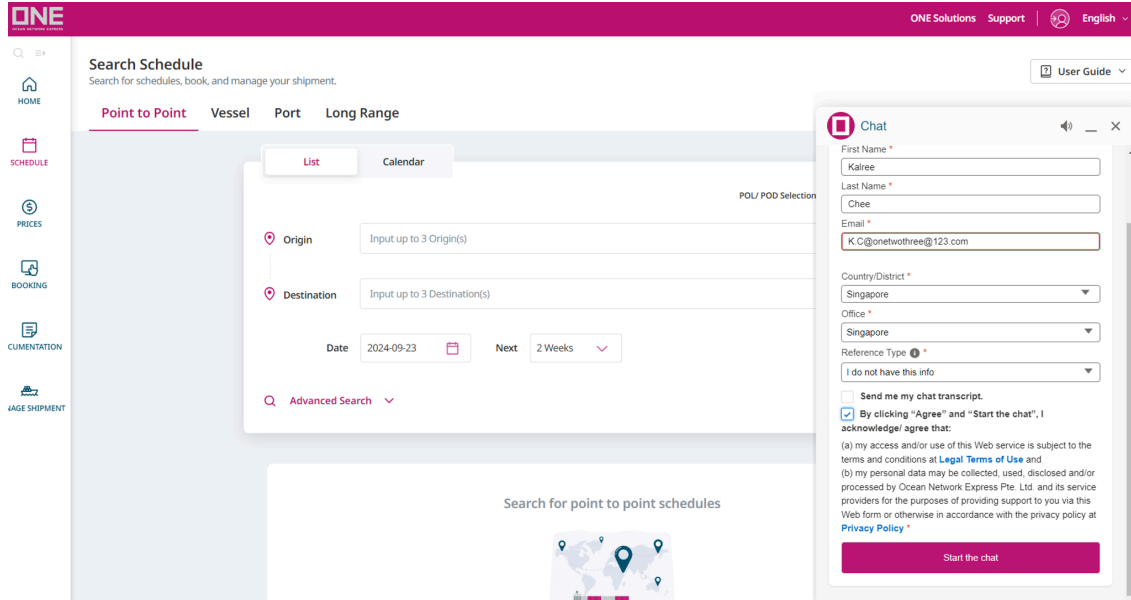 ONE
OCEAN NETWORK EXPRESS
ONE Solutions Support English
HOME
SCHEDULE
PRICES
BOOKING
CUMENTATION
AGE SHIPMENT
Search Schedule
Search for schedules, book, and manage your shipment.
User Guide
Point to Point Vessel Port Long Range
List Calendar
POL/ POD Selection
Origin Input up to 3 Origin(s)
Destination Input up to 3 Destination(s)
Date 2024-09-23 Next 2 Weeks
Advanced Search
Search for point to point schedules
Chat
First Name *
Kalree
Last Name *
Chee
Email *
K.C@onetwothree@123.com
Country/District *
Singapore
Office *
Singapore
Reference Type *
I do not have this info
Send me my chat transcript.
By clicking “Agree” and “Start the chat”, I
acknowledge/ agree that:
(a) my access and/or use of this Web service is subject to the
terms and conditions at Legal Terms of Use and
(b) my personal data may be collected, used, disclosed and/or
processed by Ocean Network Express Pte. Ltd. and its service
providers for the purposes of providing support to you via this
Web form or otherwise in accordance with the privacy policy at
Privacy Policy *
Start the chat